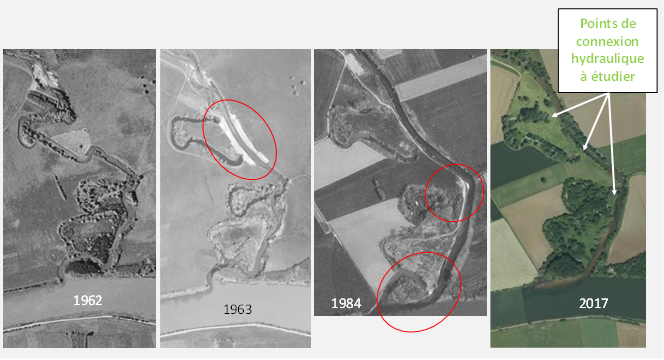 Points de
connexion
hydraulique
à étudier
1962
1963
1984
2017